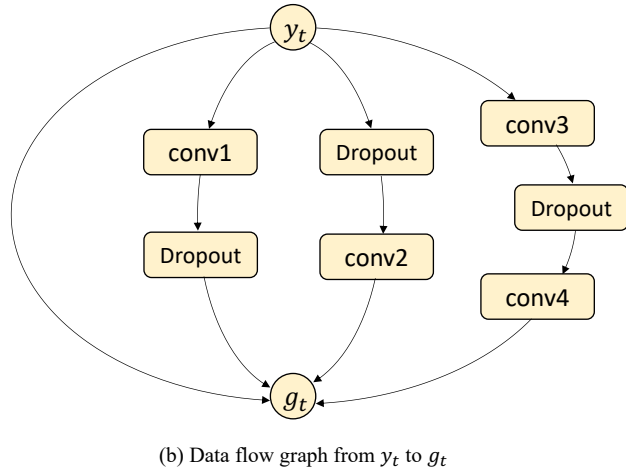 y_t
conv1
Dropout
conv3
Dropout
Dropout
conv2
conv4
g_t
(b) Data flow graph from y_t to g_t